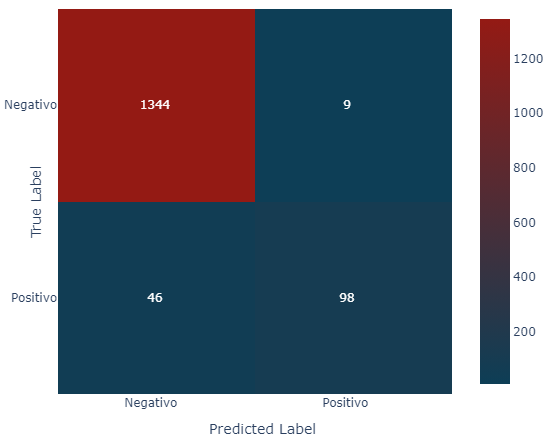 Negativo
1344
9
Positivo
46
98
True Label
Negativo
Positivo
Predicted Label
1200
1000
800
600
400
200